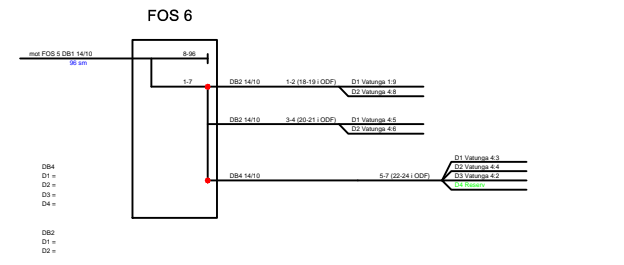 FOS 6
mot FOS 5 DB1 14/10
96 sm
8-96
1-7
DB2 14/10
1-2 (18-19 i ODF)
D1 Vatunga 1:9
D2 Vatunga 4:8
DB2 14/10
3-4 (20-21 i ODF)
D1 Vatunga 4:5
D2 Vatunga 4:6
DB4 14/10
5-7 (22-24 i ODF)
D1 Vatunga 4:3
D2 Vatunga 4:4
D3 Vatunga 4:2
D4 Reserv
DB4
D1 =
D2 =
D3 =
D4 =
DB2
D1 =
D2 =